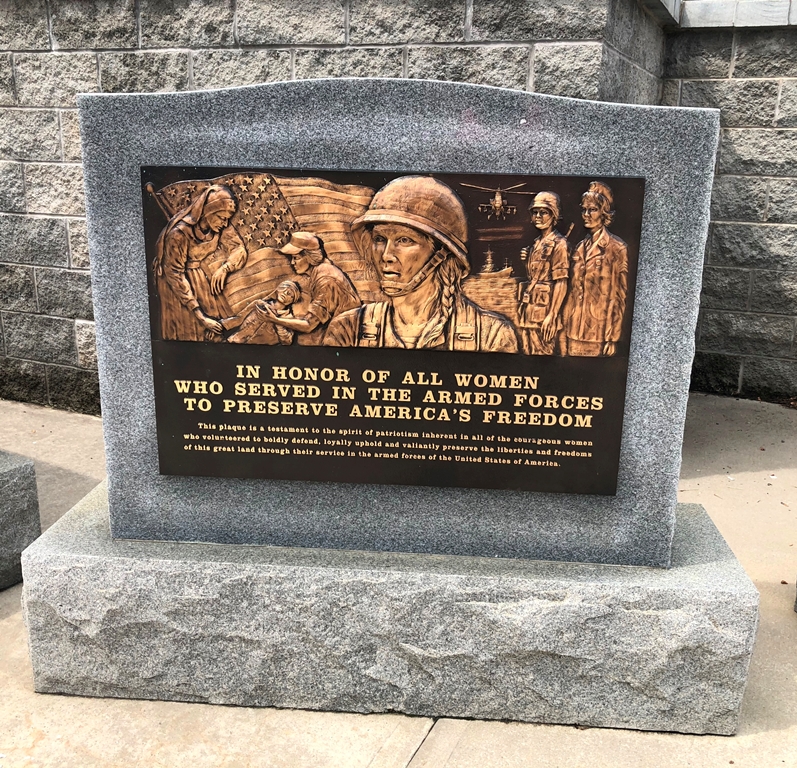 IN HONOR OF ALL WOMEN
WHO SERVED IN THE ARMED FORCES
TO PRESERVE AMERICA'S FREEDOM
This plaque is a testament to the spirit of patriotism inherent in all of the courageous women
who volunteered to boldly defend, loyally uphold and valiantly preserve the liberties and freedoms
of this great land through their service in the armed forces of the United States of America.